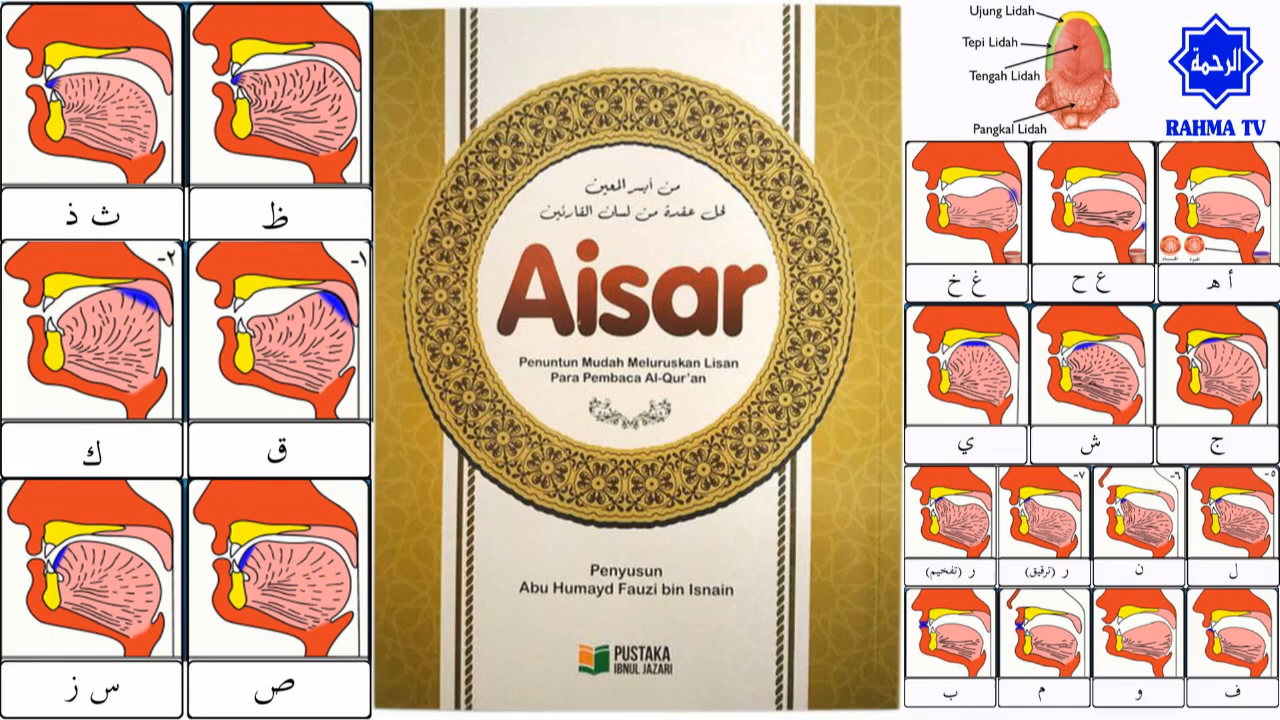 ث ذ
ظ
٢-
١-
ك
ق
س ز
ص
من أيسر المعين
لحل عقدة من لسان القارئين
Aisar
Penuntun Mudah Meluruskan Lisan
Para Pembaca Al-Qur'an
Penyusun
Abu Humayd Fauzi bin Isnain
PUSTAKA
IBNUL JAZARI
Ujung Lidah
Tepi Lidah
Tengah Lidah
Pangkal Lidah
الرحمة
RAHMA TV
غ خ
ع ح
أ ه
ي
ش
ج
٧-
٦-
٥-
ر (تفخيم)
ر (ترقيق)
ن
ل
ب
م
و
ف